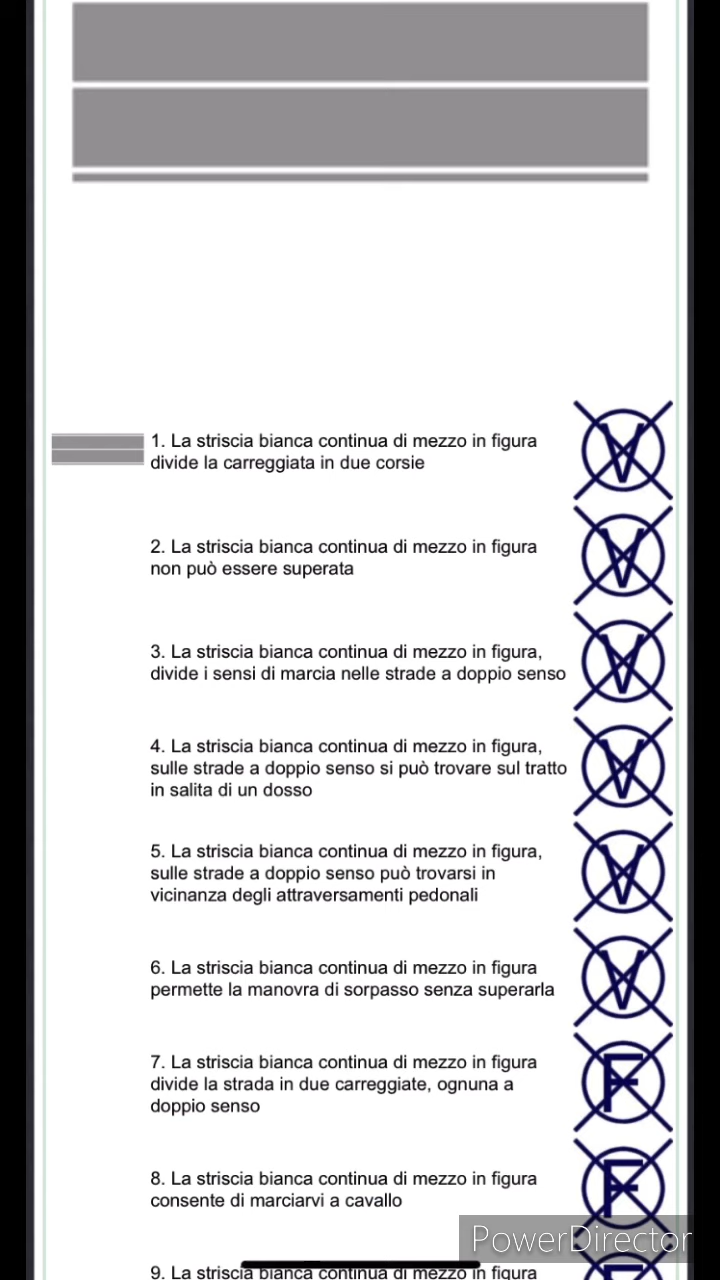 1. La striscia bianca continua di mezzo in figura
divide la carreggiata in due corsie
V
2. La striscia bianca continua di mezzo in figura
non può essere superata
V
3. La striscia bianca continua di mezzo in figura,
divide i sensi di marcia nelle strade a doppio senso
V
4. La striscia bianca continua di mezzo in figura,
sulle strade a doppio senso si può trovare sul tratto
in salita di un dosso
V
5. La striscia bianca continua di mezzo in figura,
sulle strade a doppio senso può trovarsi in
vicinanza degli attraversamenti pedonali
V
6. La striscia bianca continua di mezzo in figura
permette la manovra di sorpasso senza superarla
V
7. La striscia bianca continua di mezzo in figura
divide la strada in due carreggiate, ognuna a
doppio senso
F
8. La striscia bianca continua di mezzo in figura
consente di marciarvi a cavallo
F
PowerDirector
9. La striscia bianca continua di mezzo in figura